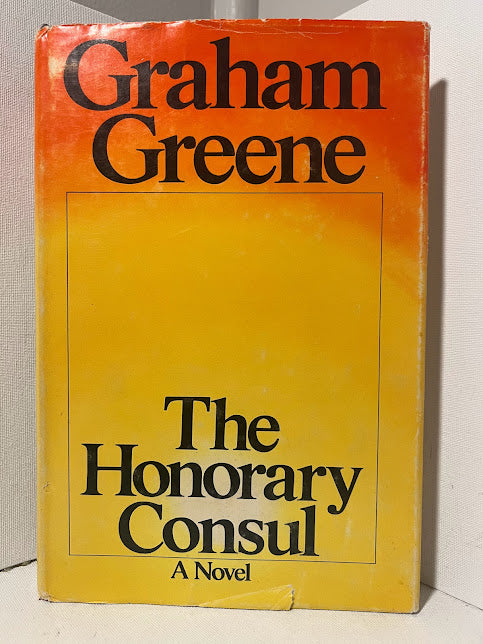 Graham
Greene
The
Honorary
Consul
A Novel